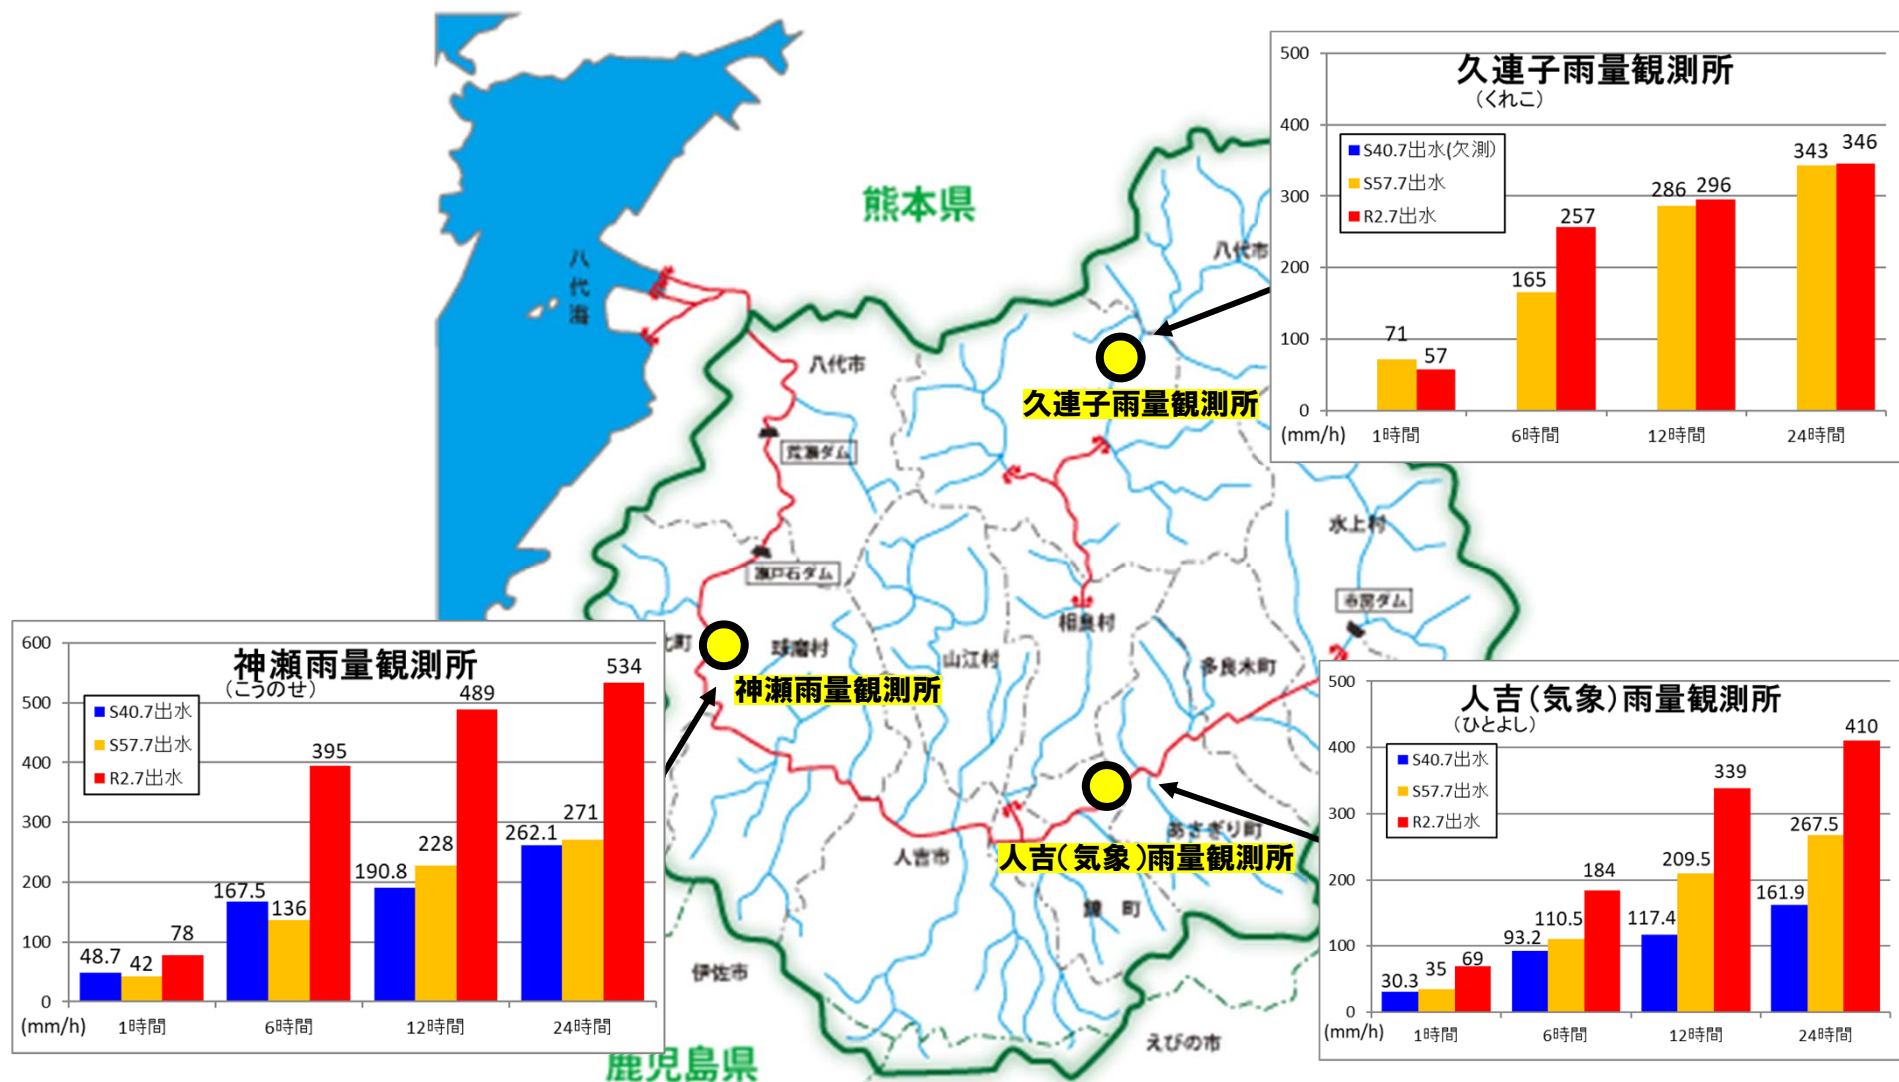 久連子雨量観測所
（くれこ）
500
400
300
200
100
0
S40.7出水(欠測)
S57.7出水
R2.7出水
71
57
165
257
286
296
343
346
(mm/h)
1時間
6時間
12時間
24時間
熊本県
八代海
八代市
八代市
久連子雨量観測所
荒瀬ダム
瀬戸石ダム
水上村
市房ダム
相良村
球磨村
山江村
多良木町
町
神瀬雨量観測所
あさぎり町
人吉市
人吉（気象）雨量観測所
錦 町
伊佐市
えびの市
鹿児島県
神瀬雨量観測所
（こうのせ）
600
500
400
300
200
100
0
S40.7出水
S57.7出水
R2.7出水
48.7
42
78
167.5
136
395
190.8
228
489
262.1
271
534
(mm/h)
1時間
6時間
12時間
24時間
人吉（気象）雨量観測所
（ひとよし）
500
400
300
200
100
0
S40.7出水
S57.7出水
R2.7出水
30.3
35
69
93.2
110.5
184
117.4
209.5
339
161.9
267.5
410
(mm/h)
1時間
6時間
12時間
24時間